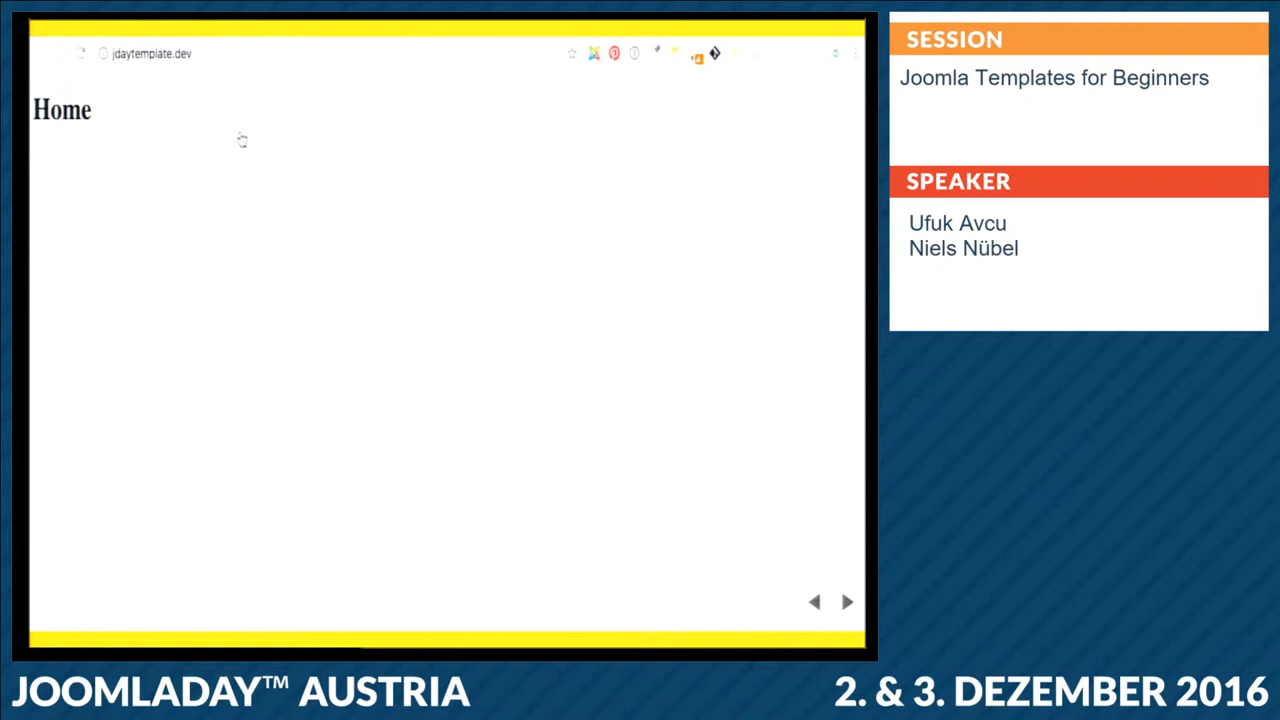 jdaytemplate.dev
Home
SESSION
Joomla Templates for Beginners
SPEAKER
Ufuk Avcu
Niels Nübel
JOOMLADAY™ AUSTRIA
2. & 3. DEZEMBER 2016